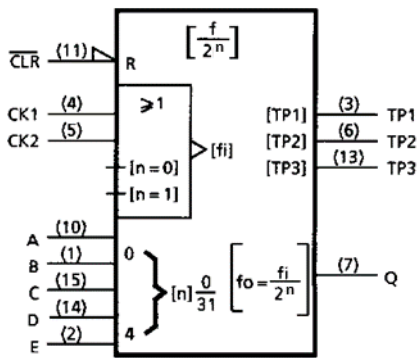 [f/2ⁿ]
CLR (11) R
CK1 (4) ⩾1 [TP1] (3) TP1
CK2 (5) [fi] [TP2] (6) TP2
[n=0] [TP3] (13) TP3
[n=1]
A (10) 0
B (1)
C (15) [n] 0/31 [fo=fi/2ⁿ] (7) Q
D (14)
E (2) 4